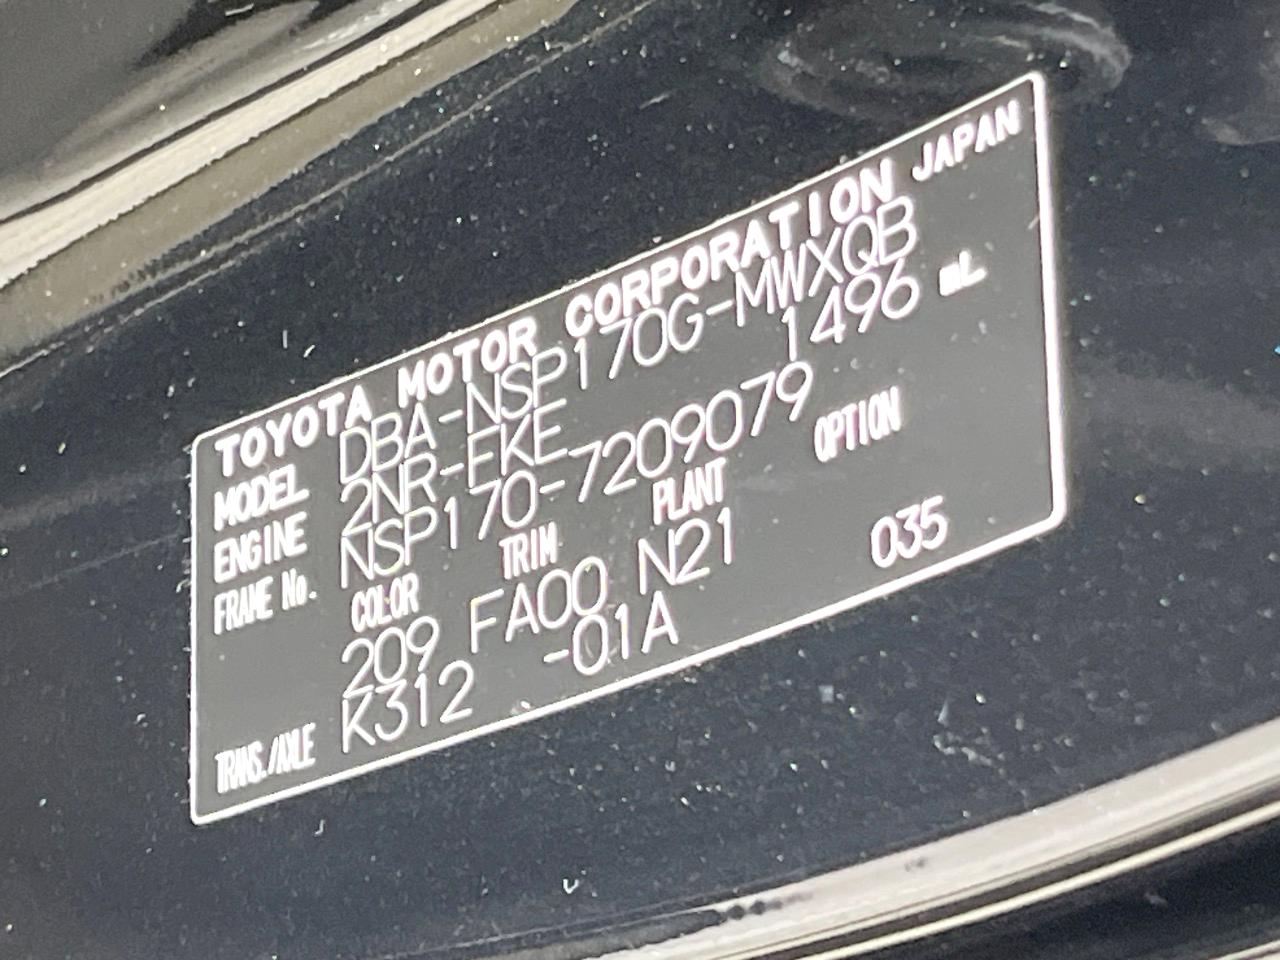 TOYOTA MOTOR CORPORATION JAPAN
MODEL DBA-NSP170G-MWXQB
ENGINE 2NR-FKE 1496 mL
FRAME No. NSP170-7209079
COLOR TRIM PLANT OPTION
209 FA00 N21 035
TRANS./AXLE K312 -01A